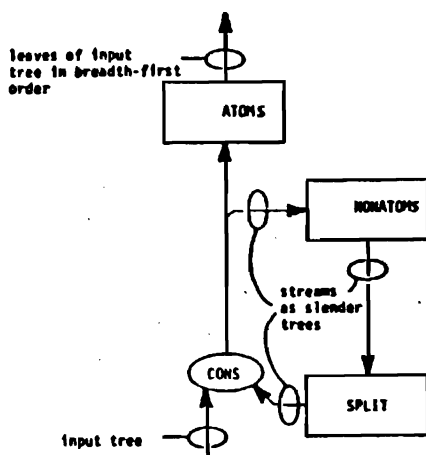 leaves of input
tree in breadth-first
order
ATOMS
NONATOMS
streams
as slender
trees
CONS
SPLIT
input tree